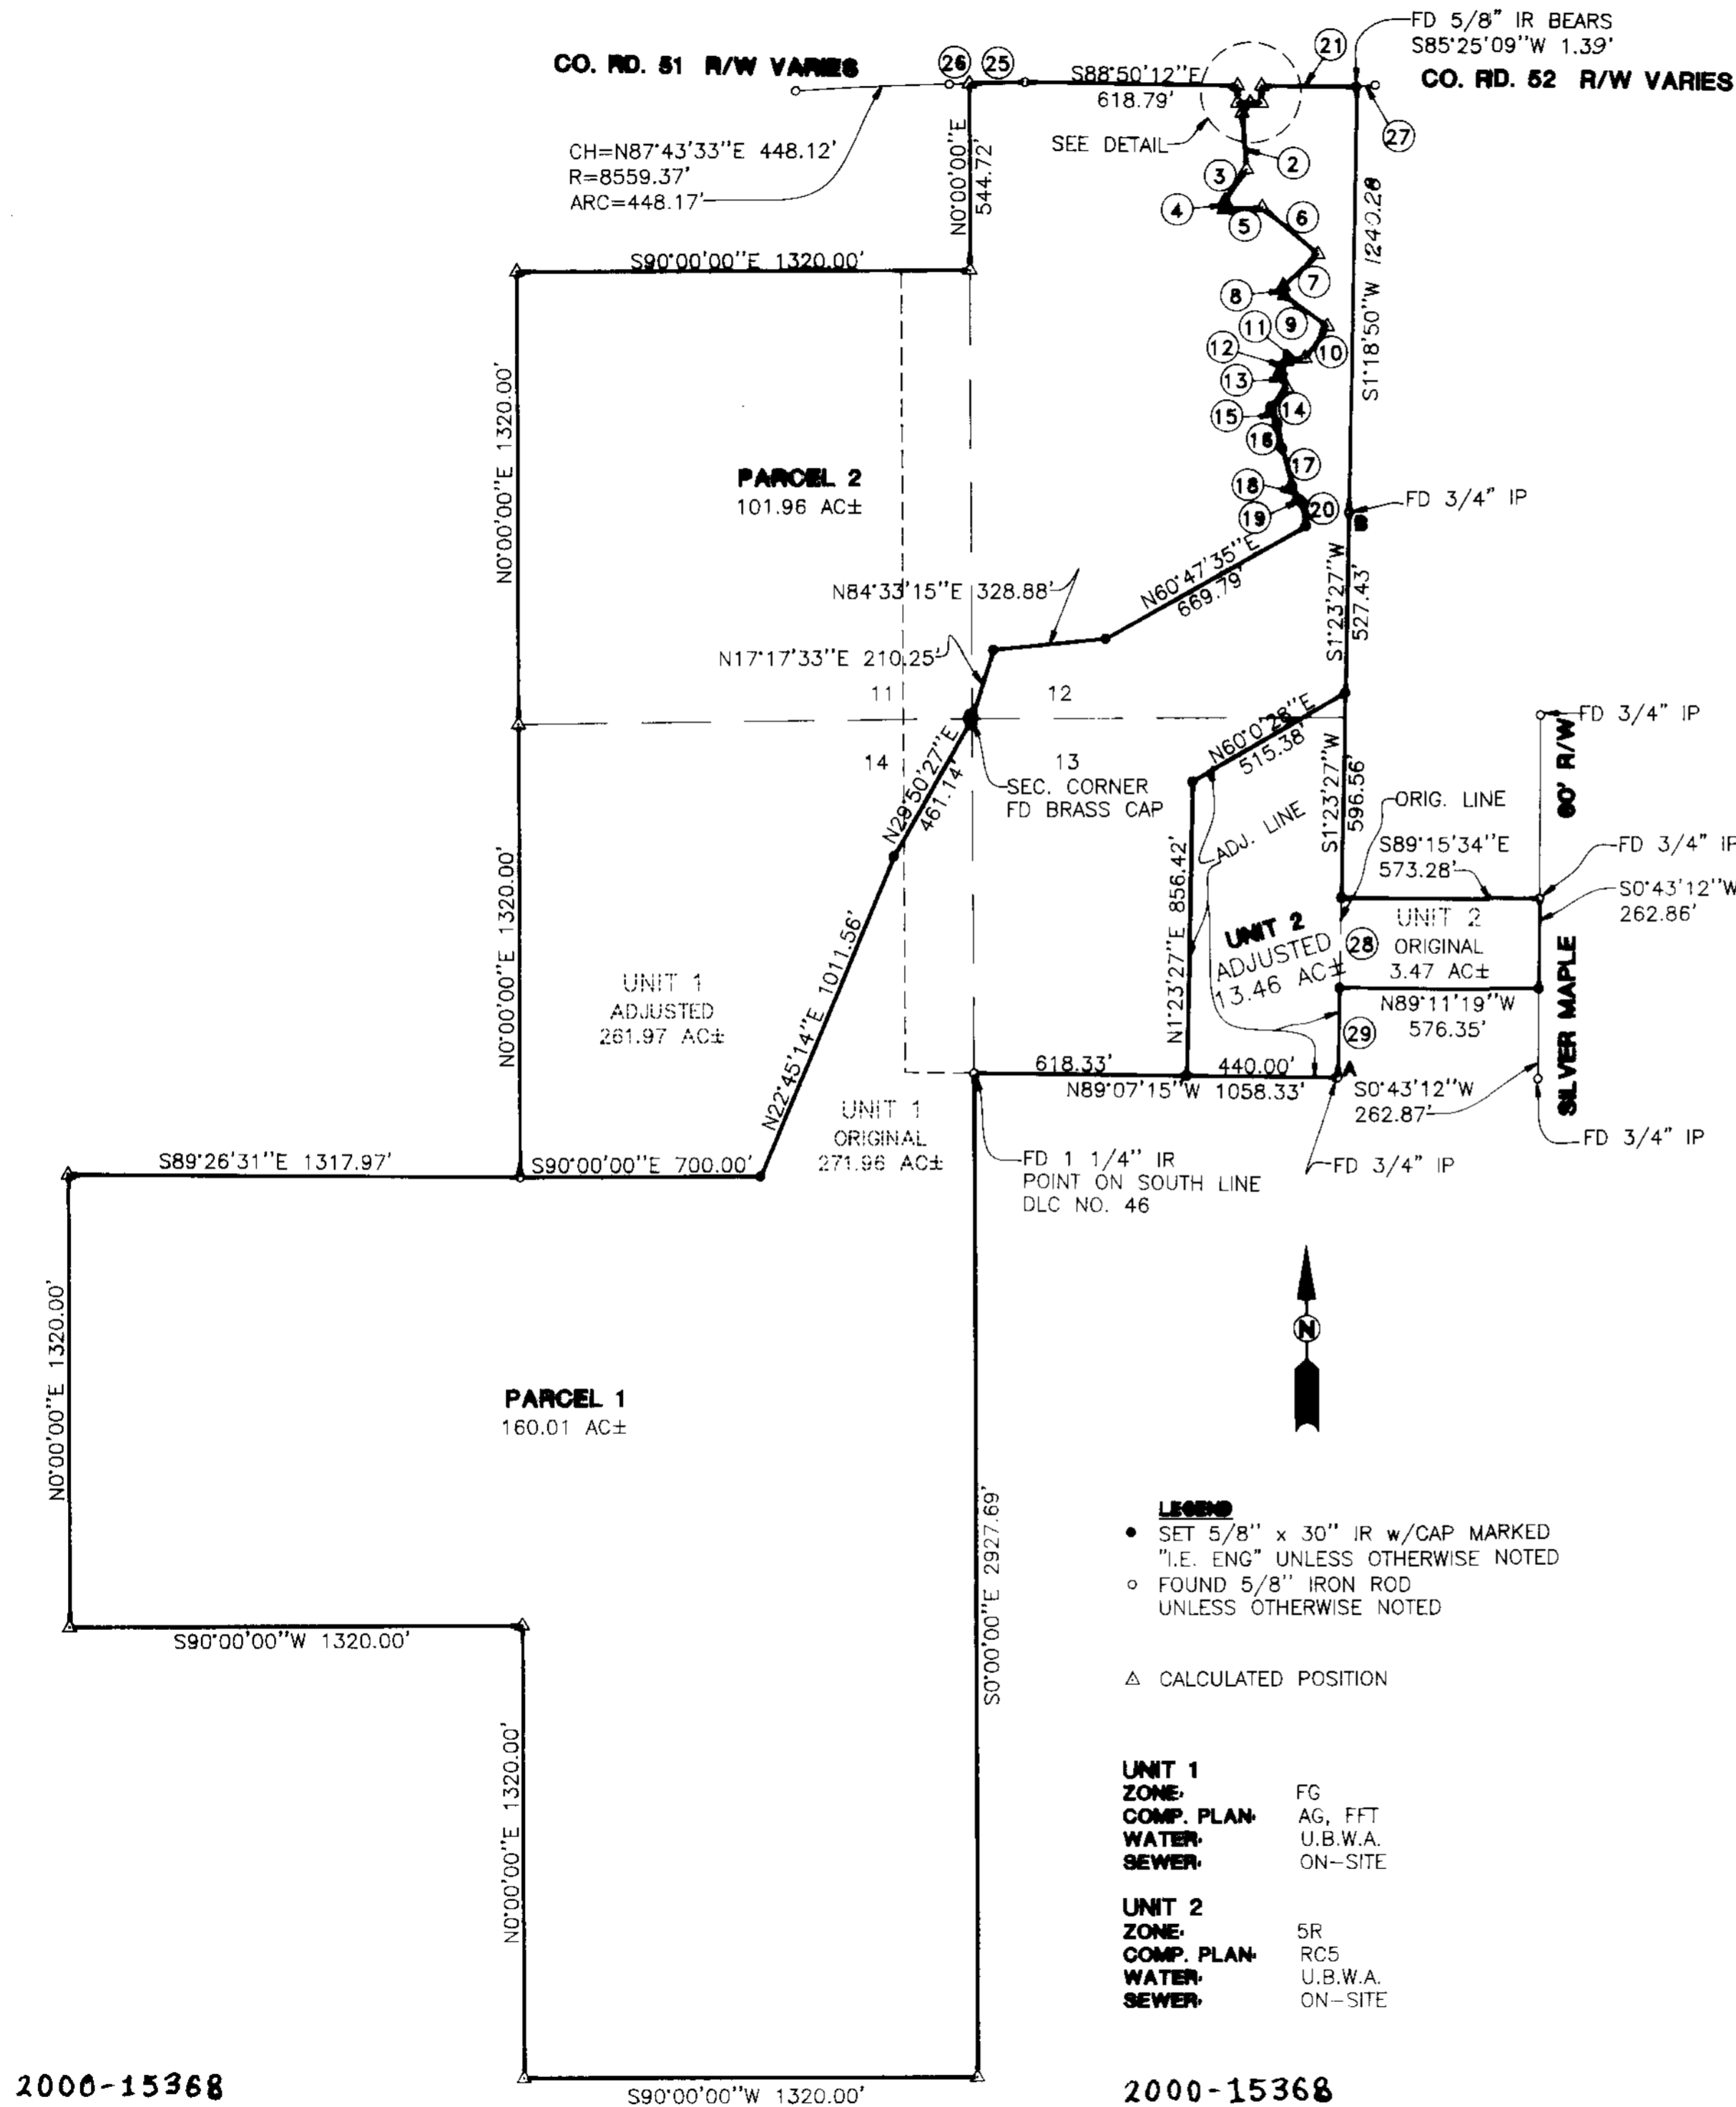 FD 5/8" IR BEARS
S85°25'09"W 1.39'
CO. RD. 51 R/W VARIES
26
25
S88°50'12"E
618.79'
21
CO. RD. 52 R/W VARIES
27
SEE DETAIL
CH=N87°43'33"E 448.12'
R=8559.37'
ARC=448.17'
N0°00'00"E
544.72'
2
3
4
5
6
7
8
9
10
11
12
13
14
15
16
17
18
19
20
S1°18'50"W 1240.28
S90°00'00"E 1320.00'
N0°00'00"E 1320.00'
PARCEL 2
101.96 AC±
FD 3/4" IP
B
N60°47'35"E
669.79'
N84°33'15"E 328.88'
N17°17'33"E 210.25'
S1°23'27"W
527.43'
11
12
14
13
SEC. CORNER
FD BRASS CAP
N29°50'27"E
461.14'
N60°0'28"E
515.38'
FD 3/4" IP
60' R/W
S1°23'27"W
596.56'
ORIG. LINE
S89°15'34"E
573.28'
FD 3/4" IP
S0°43'12"W
262.86'
ADJ. LINE
N1°23'27"E 856.42'
UNIT 2
ADJUSTED
13.46 AC±
28
UNIT 2
ORIGINAL
3.47 AC±
N89°11'19"W
576.35'
29
SILVER MAPLE
N0°00'00"E 1320.00'
UNIT 1
ADJUSTED
261.97 AC±
N22°45'14"E 1011.56'
618.33'
440.00'
A
N89°07'15"W 1058.33'
S0°43'12"W
262.87'
FD 3/4" IP
FD 3/4" IP
UNIT 1
ORIGINAL
271.96 AC±
FD 1 1/4" IR
POINT ON SOUTH LINE
DLC NO. 46
S89°26'31"E 1317.97'
S90°00'00"E 700.00'
N0°00'00"E 1320.00'
N
PARCEL 1
160.01 AC±
S0°00'00"E 2927.69'
S90°00'00"W 1320.00'
N0°00'00"E 1320.00'
S90°00'00"W 1320.00'
LEGEND
SET 5/8" x 30" IR w/CAP MARKED
"I.E. ENG" UNLESS OTHERWISE NOTED
FOUND 5/8" IRON ROD
UNLESS OTHERWISE NOTED
CALCULATED POSITION
UNIT 1
ZONE: FG
COMP. PLAN: AG, FFT
WATER: U.B.W.A.
SEWER: ON-SITE
UNIT 2
ZONE: 5R
COMP. PLAN: RC5
WATER: U.B.W.A.
SEWER: ON-SITE
2000-15368
2000-15368